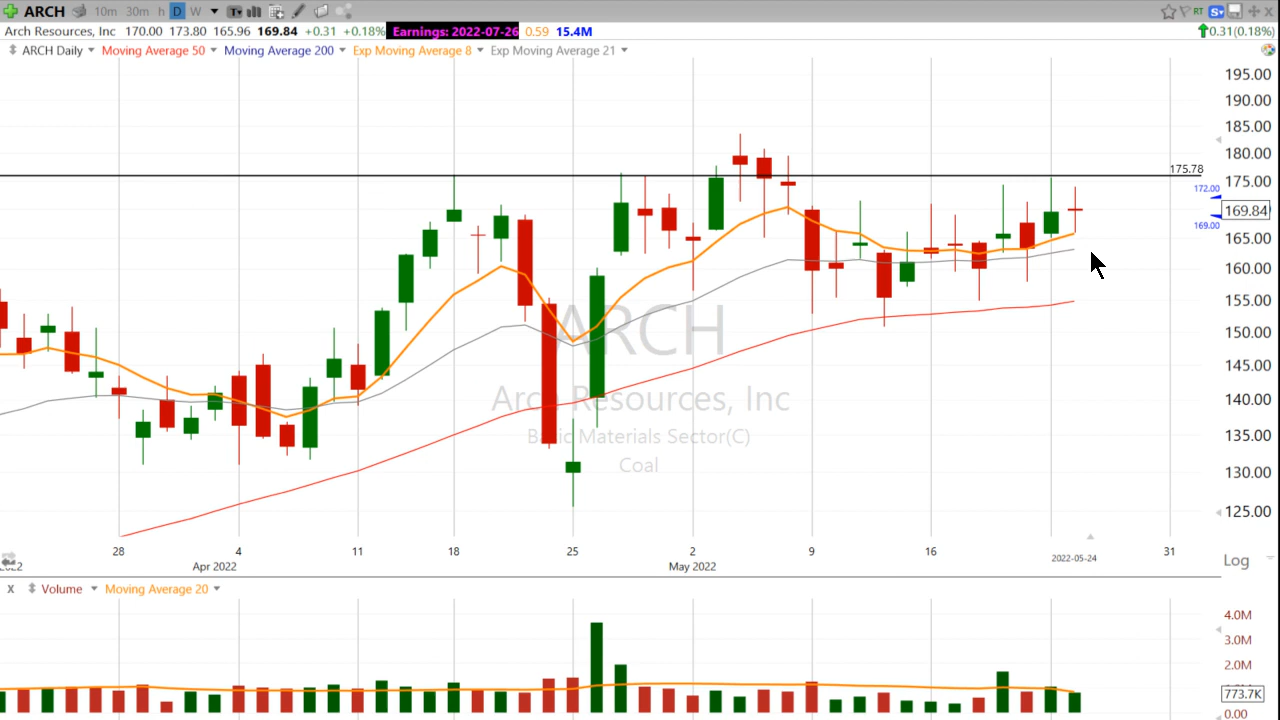 ARCH 10m 30m h D W T RT S
Arch Resources, Inc 170.00 173.80 165.96 169.84 +0.31 +0.18% Earnings: 2022-07-26 0.59 15.4M 0.31(0.18%)
ARCH Daily Moving Average 50 Moving Average 200 Exp Moving Average 8 Exp Moving Average 21
195.00
190.00
185.00
180.00
175.78
175.00
172.00
169.84
169.00
165.00
160.00
155.00
150.00
145.00
140.00
135.00
130.00
125.00
ARCH
Arch Resources, Inc
Basic Materials Sector(C)
Coal
28 4 11 18 25 2 9 16 31
Apr 2022 May 2022 2022-05-24
Log
X Volume Moving Average 20
4.0M
3.0M
2.0M
773.7K
0.00